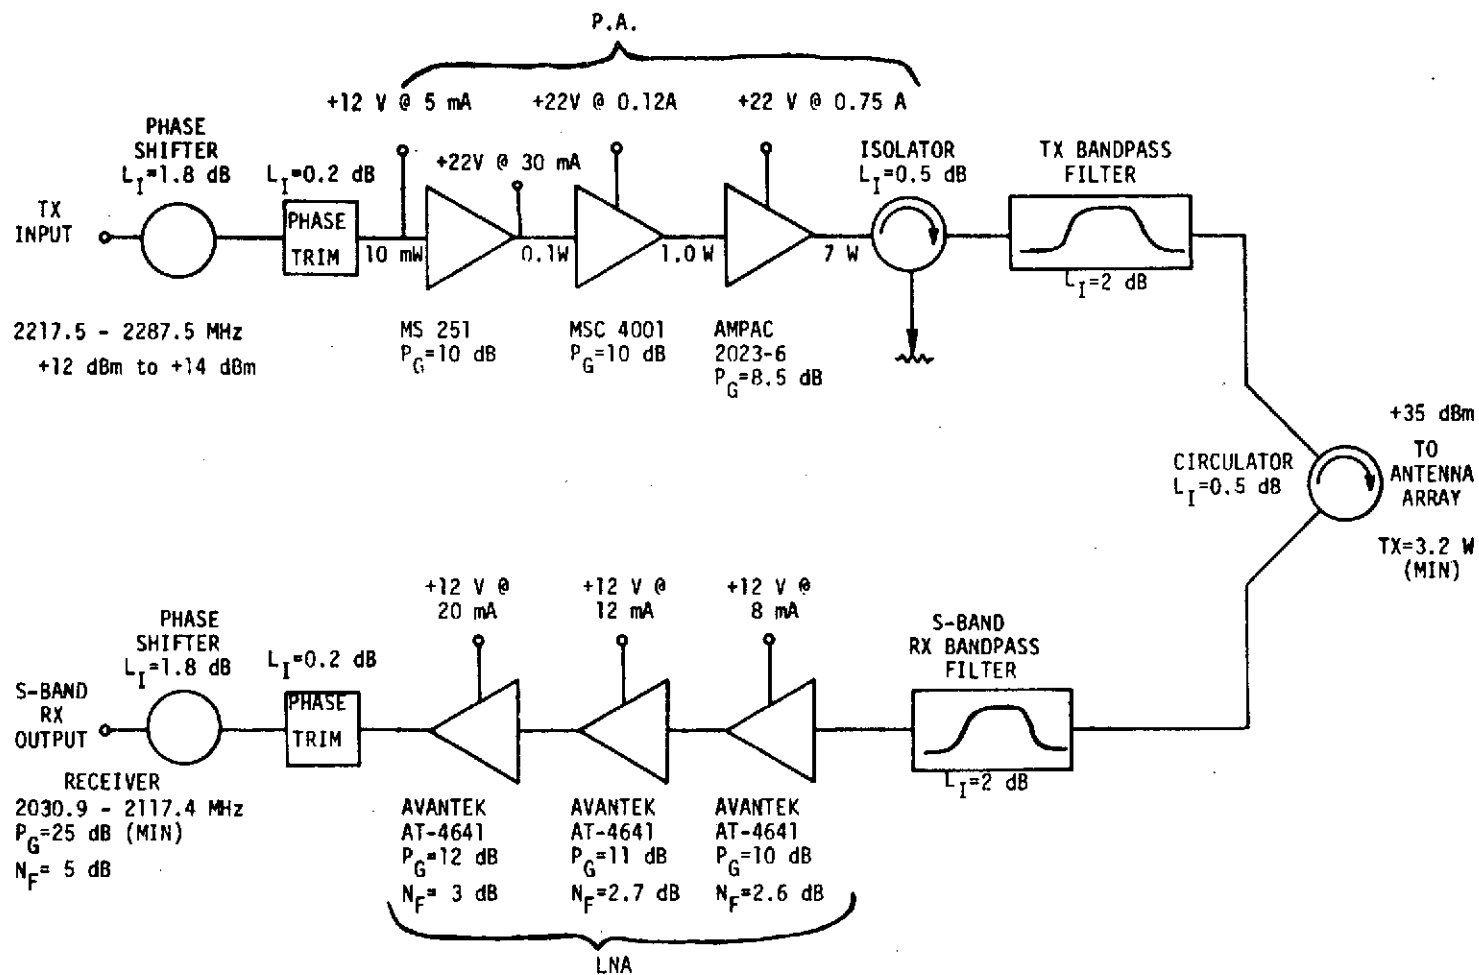 P.A.
+12 V @ 5 mA
+22V @ 0.12A
+22 V @ 0.75 A
PHASE
SHIFTER
L_I=1.8 dB
L_I=0.2 dB
+22V @ 30 mA
ISOLATOR
L_I=0.5 dB
TX BANDPASS
FILTER
TX
INPUT
PHASE
TRIM
10 mW
0.1W
1.0 W
7 W
L_I=2 dB
2217.5 - 2287.5 MHz
+12 dBm to +14 dBm
MS 251
P_G=10 dB
MSC 4001
P_G=10 dB
AMPAC
2023-6
P_G=8.5 dB
CIRCULATOR
L_I=0.5 dB
+35 dBm
TO
ANTENNA
ARRAY
TX=3.2 W
(MIN)
+12 V @
20 mA
+12 V @
12 mA
+12 V @
8 mA
PHASE
SHIFTER
L_I=1.8 dB
L_I=0.2 dB
S-BAND
RX BANDPASS
FILTER
S-BAND
RX
OUTPUT
PHASE
TRIM
L_I=2 dB
RECEIVER
2030.9 - 2117.4 MHz
P_G=25 dB (MIN)
N_F= 5 dB
AVANTEK
AT-4641
P_G=12 dB
N_F= 3 dB
AVANTEK
AT-4641
P_G=11 dB
N_F=2.7 dB
AVANTEK
AT-4641
P_G=10 dB
N_F=2.6 dB
LNA